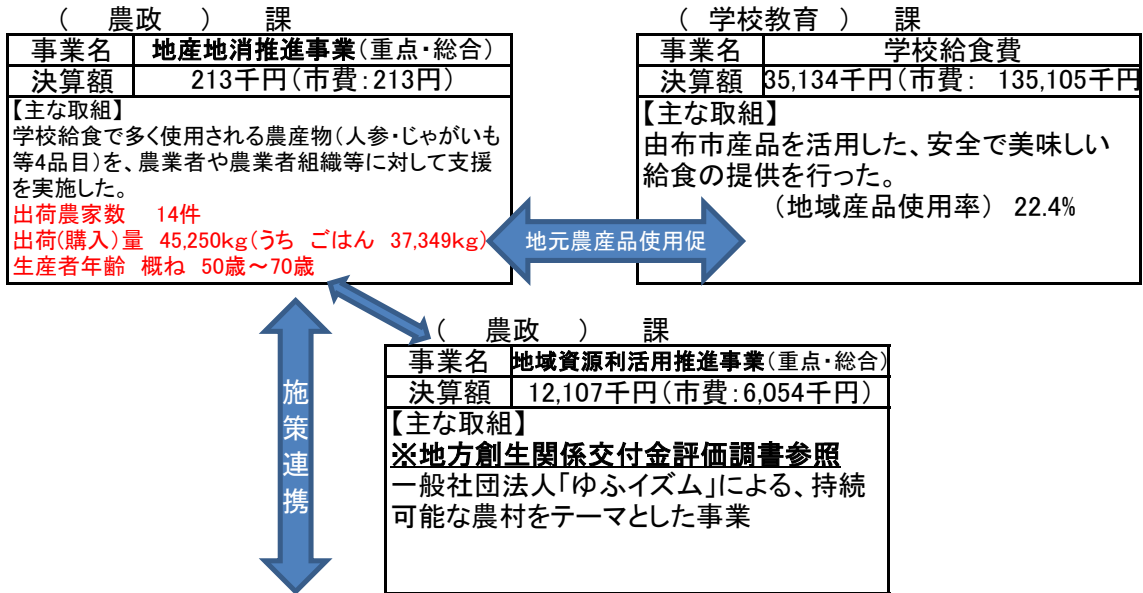 （　農政　）　課
事業名　地産地消推進事業（重点・総合）
決算額　213千円（市費：213円）
【主な取組】
学校給食で多く使用される農産物（人参・じゃがいも
等4品目）を、農業者や農業者組織等に対して支援
を実施した。
出荷農家数　14件
出荷（購入）量　45,250kg（うち　ごはん　37,349kg）
生産者年齢　概ね　50歳～70歳
地元農産品使用促
（　学校教育　）　課
事業名　学校給食費
決算額　35,134千円（市費：　135,105千円
【主な取組】
由布市産品を活用した、安全で美味しい
給食の提供を行った。
（地域産品使用率）　22.4%
施策連携
（　農政　）　課
事業名　地域資源利活用推進事業（重点・総合）
決算額　12,107千円（市費：6,054千円）
【主な取組】
※地方創生関係交付金評価調書参照
一般社団法人「ゆふイズム」による、持続
可能な農村をテーマとした事業